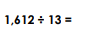 1,612 ÷ 13 =